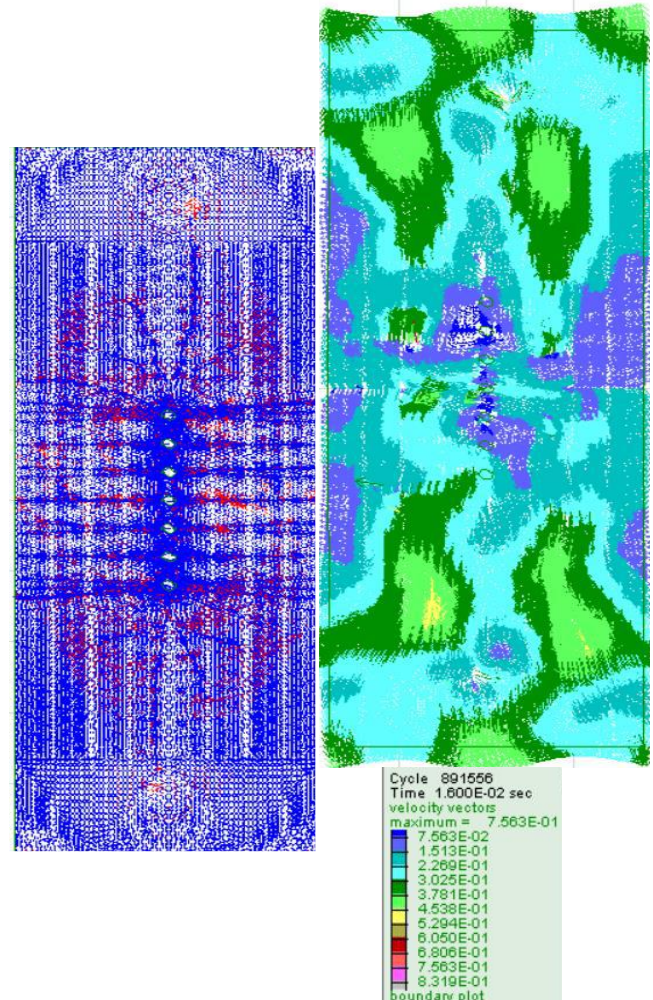 Cycle 891556
Time 1.600E-02 sec
velocity vectors
maximum = 7.563E-01
7.563E-02
1.513E-01
2.269E-01
3.025E-01
3.781E-01
4.538E-01
5.294E-01
6.050E-01
6.806E-01
7.563E-01
8.319E-01
boundary plot